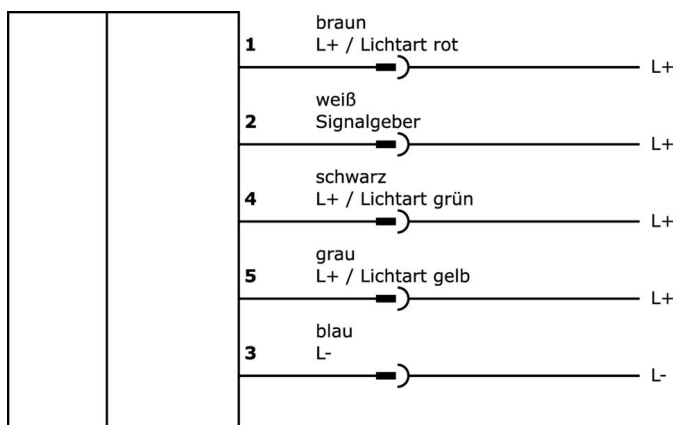 braun
1 L+ / Lichtart rot
L+
weiß
2 Signalgeber
L+
schwarz
4 L+ / Lichtart grün
L+
grau
5 L+ / Lichtart gelb
L+
blau
3 L-
L-